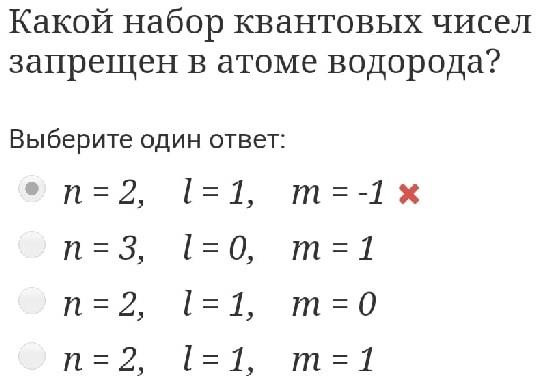 Какой набор квантовых чисел
запрещен в атоме водорода?
Выберите один ответ:
n = 2, l = 1, m = -1
n = 3, l = 0, m = 1
n = 2, l = 1, m = 0
n = 2, l = 1, m = 1